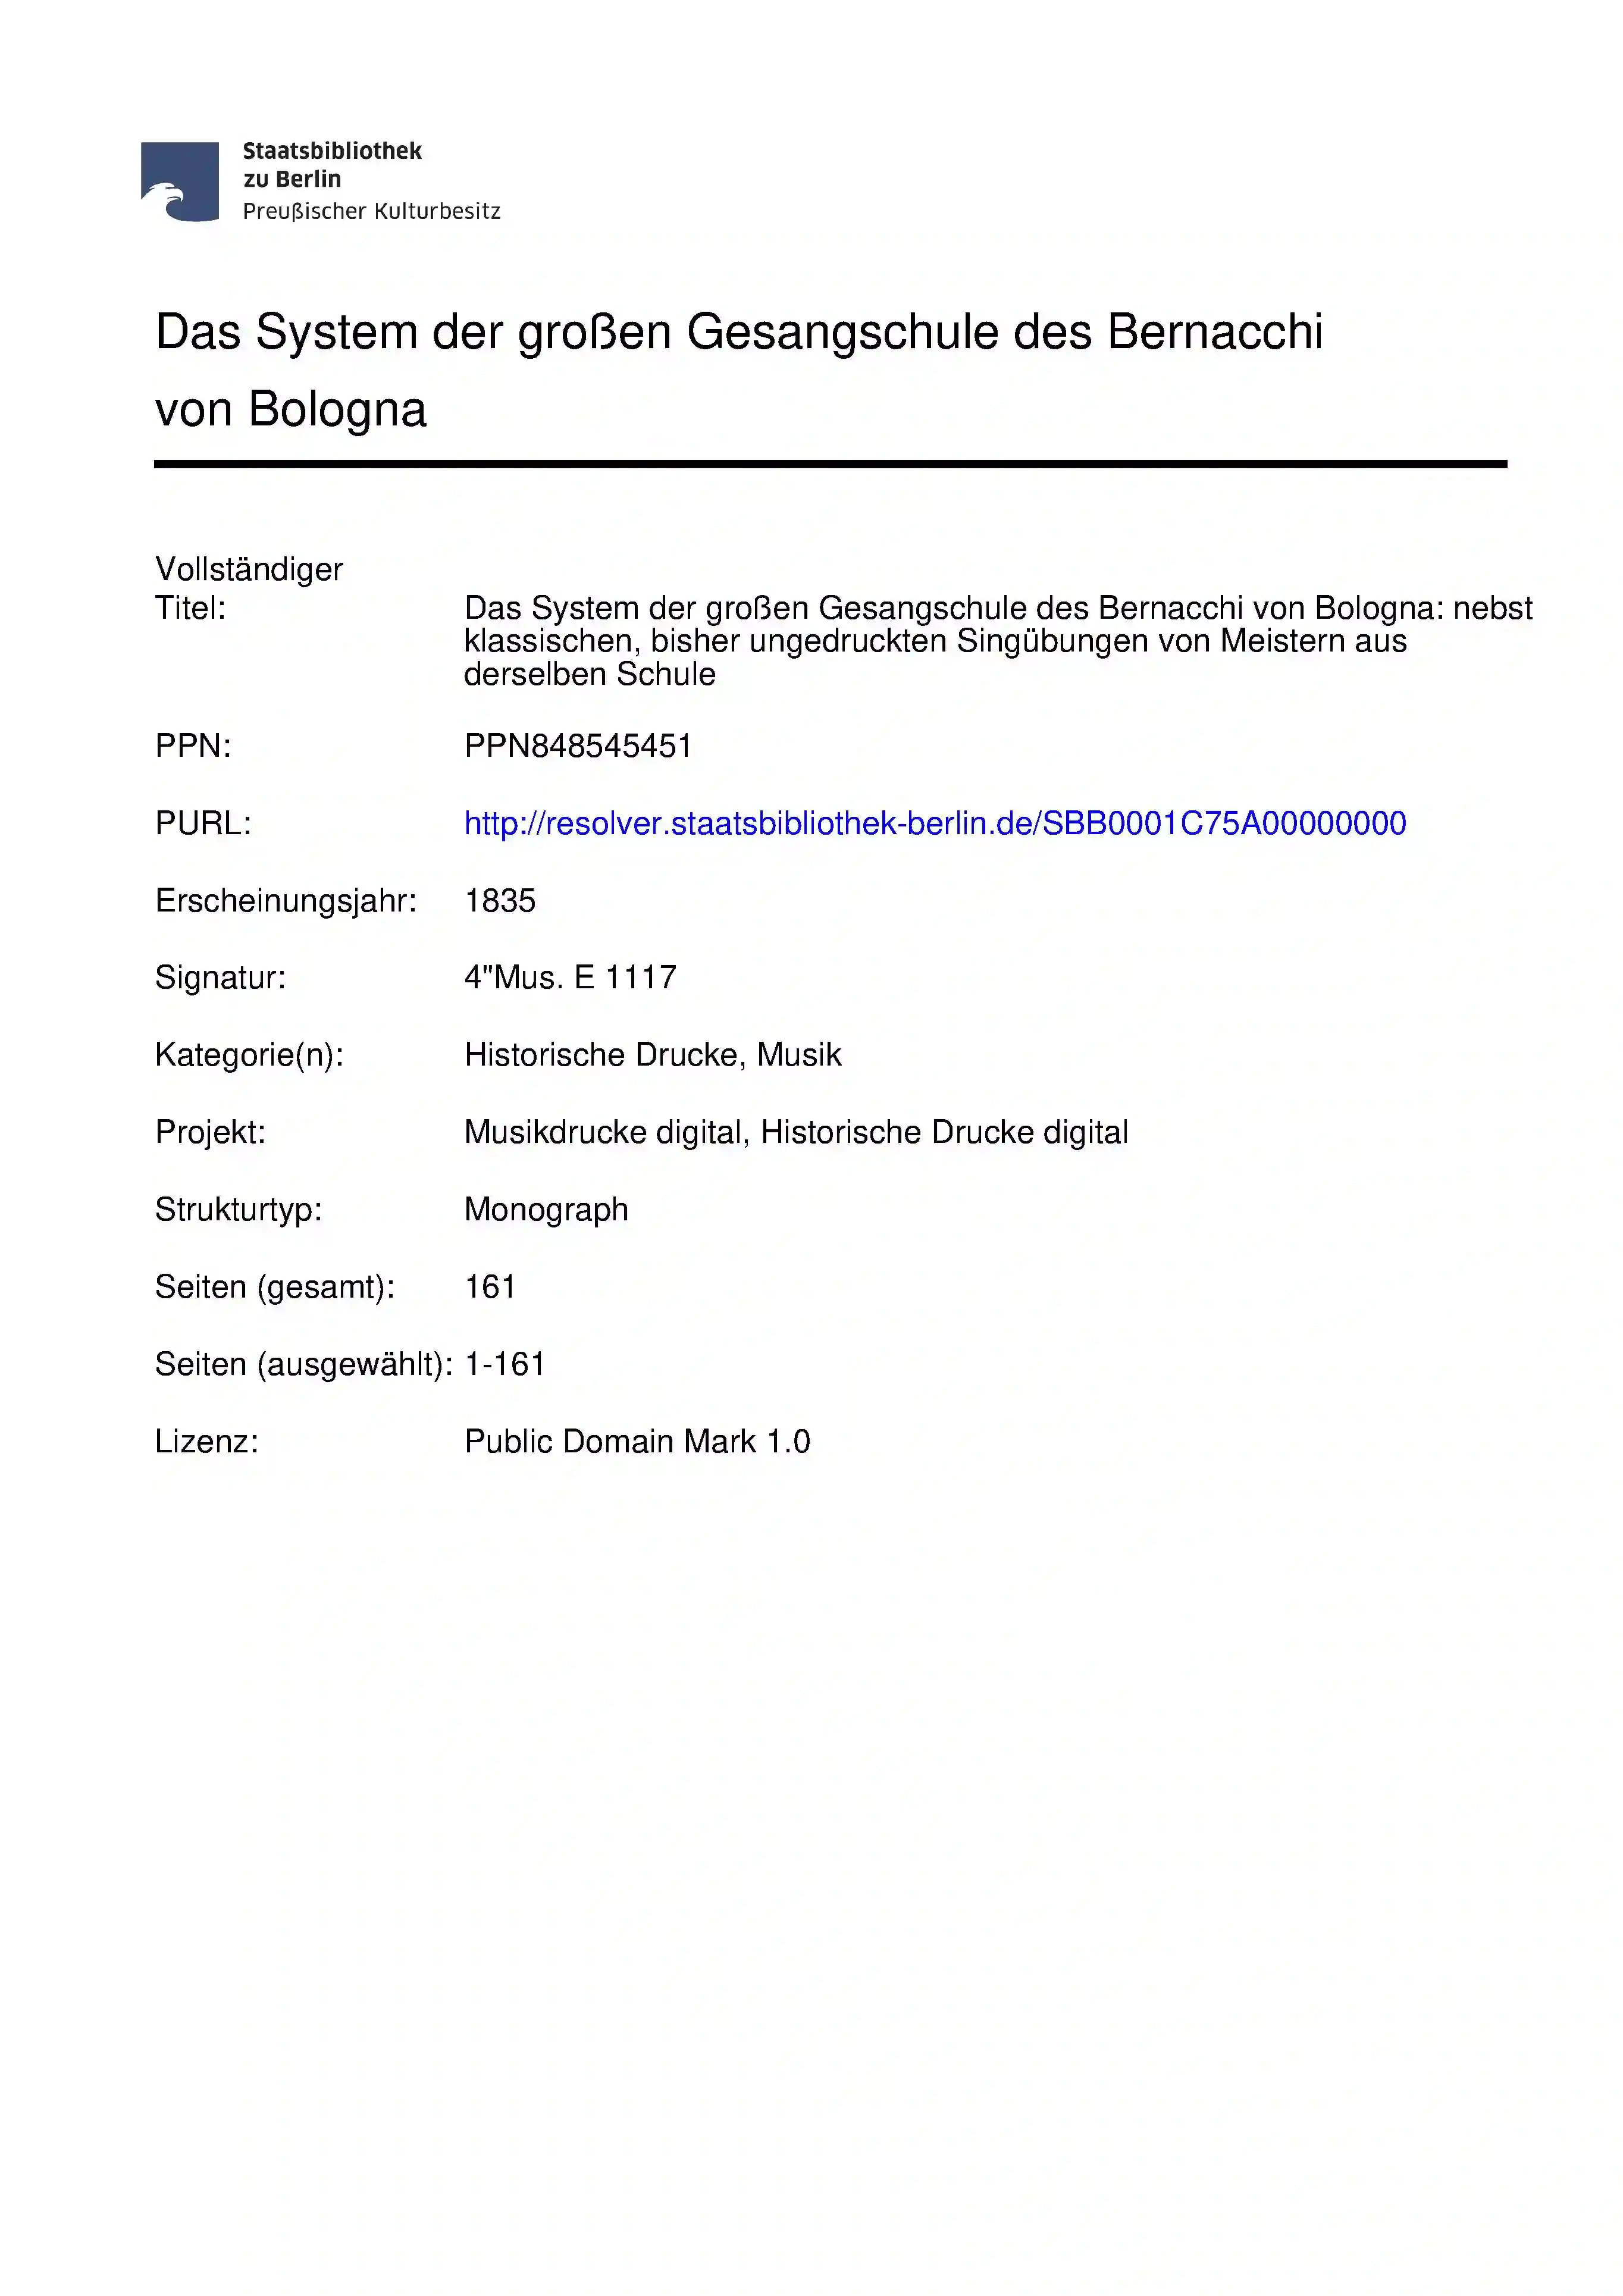 Staatsbibliothek
zu Berlin
Preußischer Kulturbesitz
Das System der großen Gesangschule des Bernacchi
von Bologna
Vollständiger
Titel: Das System der großen Gesangschule des Bernacchi von Bologna: nebst
klassischen, bisher ungedruckten Singübungen von Meistern aus
derselben Schule
PPN: PPN848545451
PURL: http://resolver.staatsbibliothek-berlin.de/SBB0001C75A00000000
Erscheinungsjahr: 1835
Signatur: 4"Mus. E 1117
Kategorie(n): Historische Drucke, Musik
Projekt: Musikdrucke digital, Historische Drucke digital
Strukturtyp: Monograph
Seiten (gesamt): 161
Seiten (ausgewählt): 1-161
Lizenz: Public Domain Mark 1.0